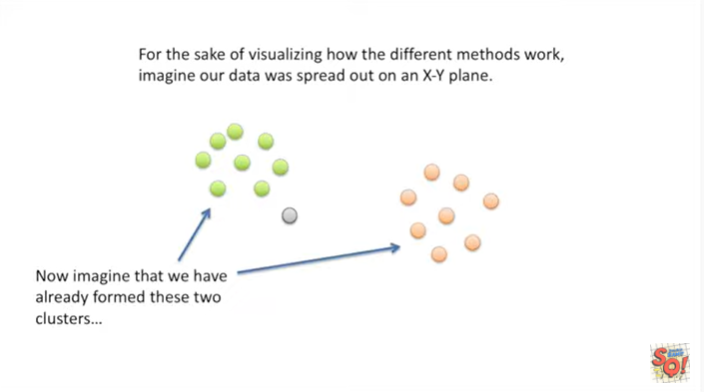 For the sake of visualizing how the different methods work,
imagine our data was spread out on an X-Y plane.
Now imagine that we have
already formed these two
clusters...
SQ!